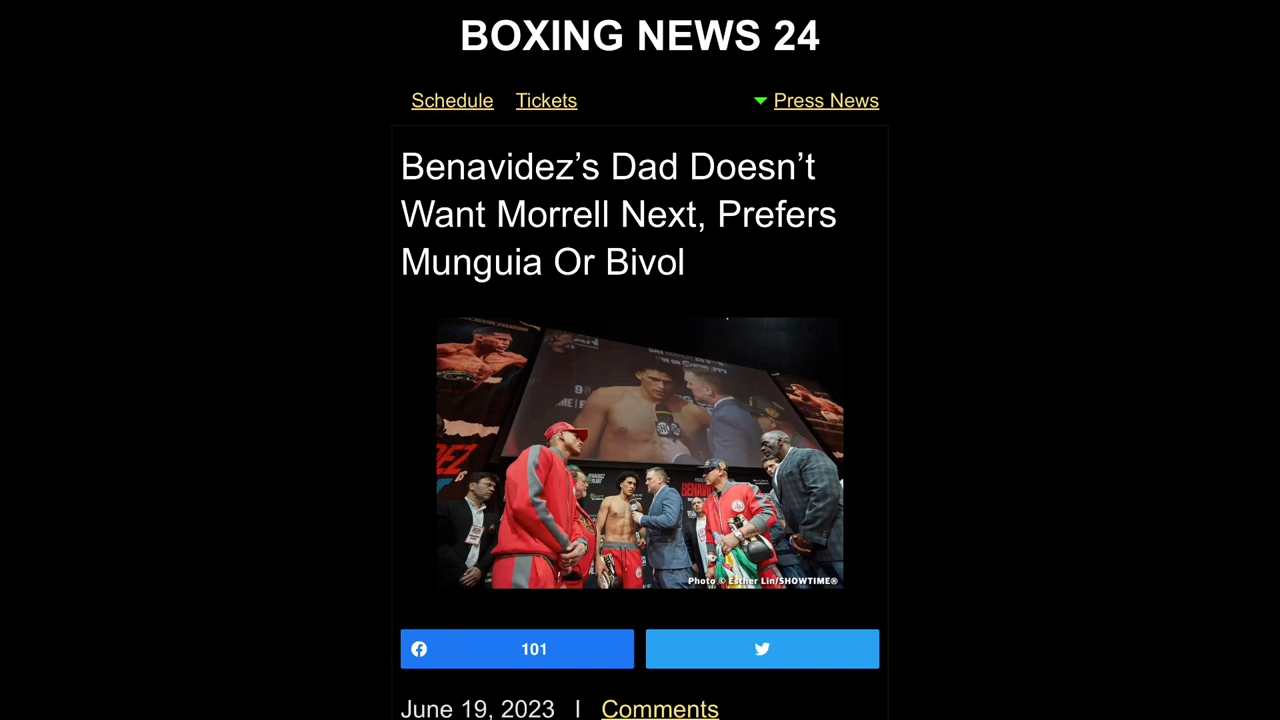 BOXING NEWS 24
Schedule Tickets Press News
Benavidez’s Dad Doesn’t
Want Morrell Next, Prefers
Munguia Or Bivol
Photo © Esther Lin/SHOWTIME®
101
June 19, 2023 I Comments